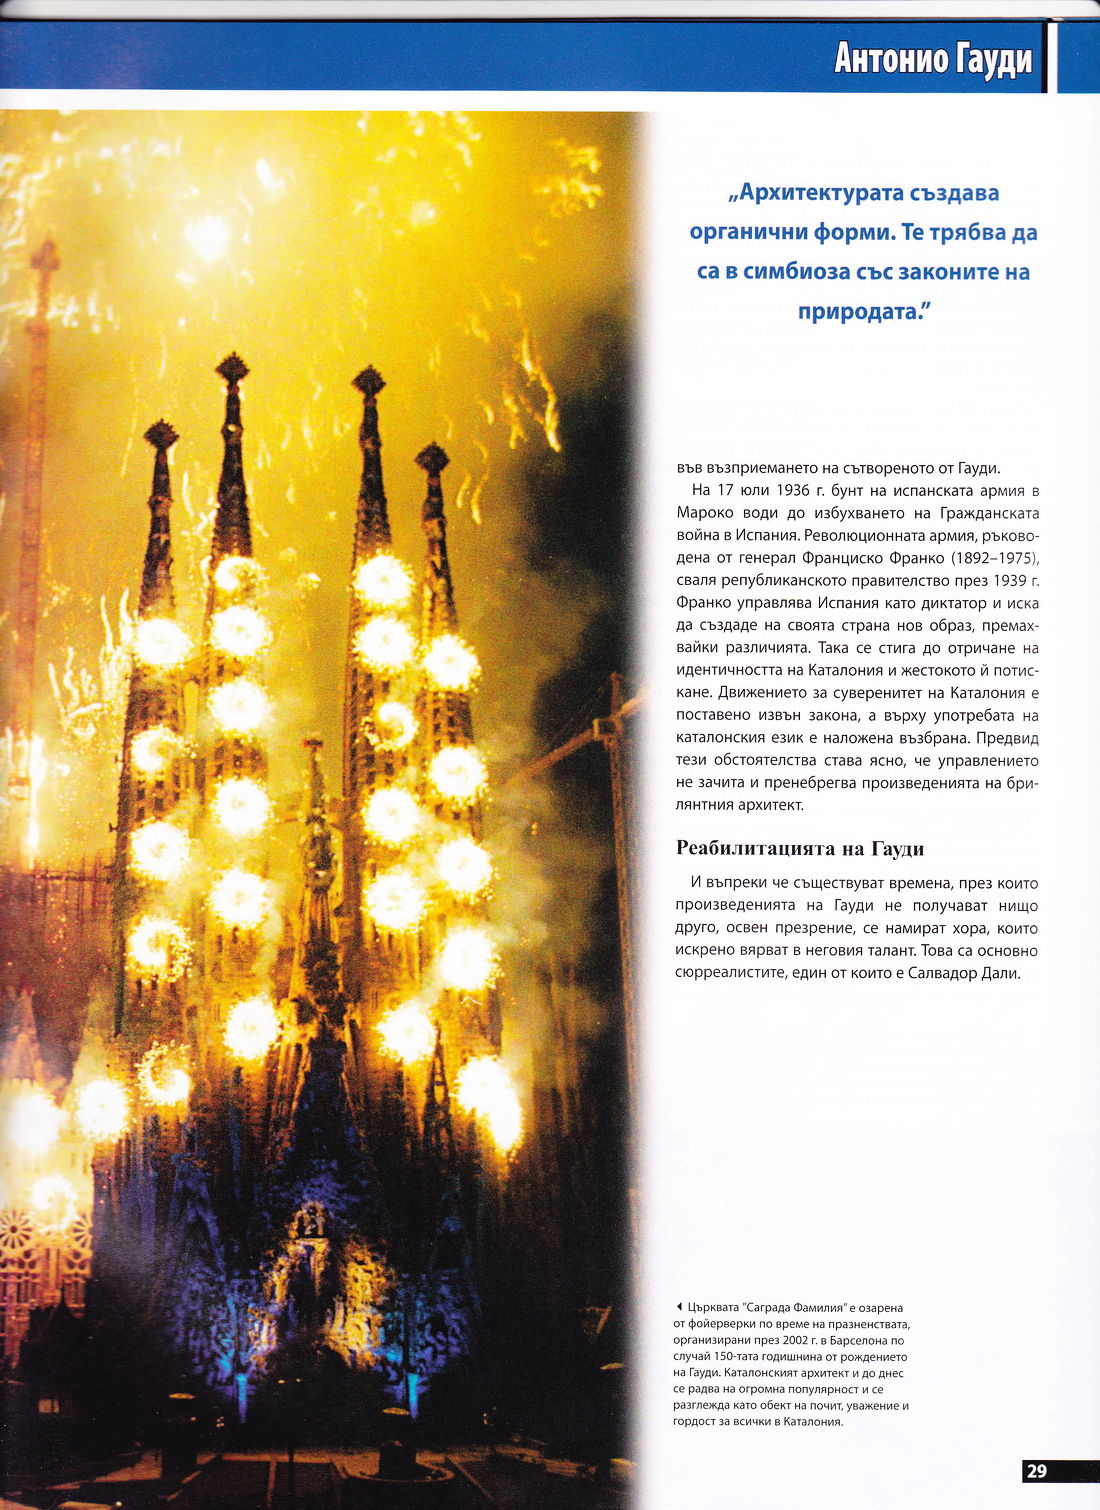 Антонио Гауди
„Архитектурата създава
органични форми. Те трябва да
са в симбиоза със законите на
природата.”
във възприемането на сътвореното от Гауди.
На 17 юли 1936 г. бунт на испанската армия в
Мароко води до избухването на Гражданската
война в Испания. Революционната армия, ръково-
дена от генерал Франциско Франко (1892–1975),
сваля републиканското правителство през 1939 г.
Франко управлява Испания като диктатор и иска
да създаде на своята страна нов образ, премах-
вайки различията. Така се стига до отричане на
идентичността на Каталония и жестокото й потис-
кане. Движението за суверенитет на Каталония е
поставено извън закона, а върху употребата на
каталонския език е наложена възбрана. Предвид
тези обстоятелства става ясно, че управлението
не зачита и пренебрегва произведенията на бри-
лянтния архитект.
Реабилитацията на Гауди
И въпреки че съществуват времена, през които
произведенията на Гауди не получават нищо
друго, освен презрение, се намират хора, които
искрено вярват в неговия талант. Това са основно
сюрреалистите, един от които е Салвадор Дали.
Църквата "Саграда Фамилия" е озарена
от фойерверки по време на празненствата,
организирани през 2002 г. в Барселона по
случай 150-тата годишнина от рождението
на Гауди. Каталонският архитект и до днес
се радва на огромна популярност и се
разглежда като обект на почит, уважение и
гордост за всички в Каталония.
29